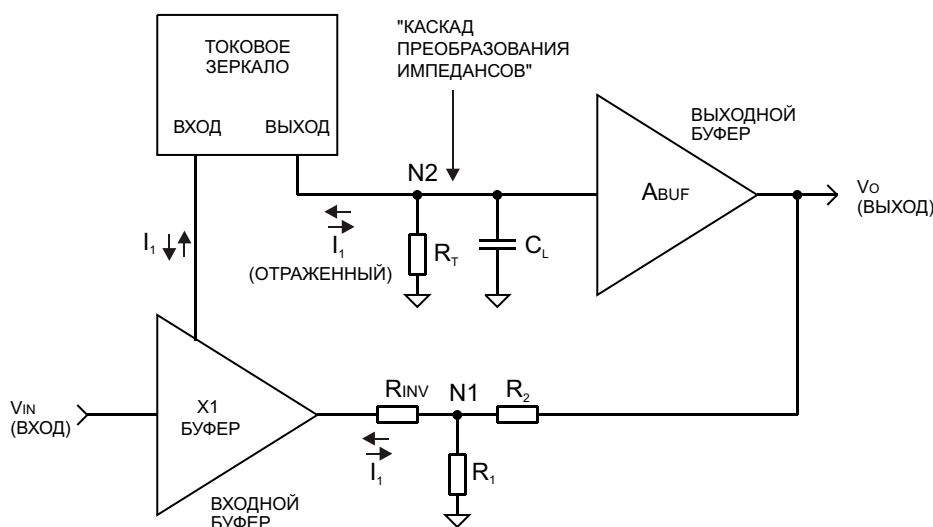 ТОКОВОЕ
ЗЕРКАЛО
ВХОД
ВЫХОД
"КАСКАД
ПРЕОБРАЗОВАНИЯ
ИМПЕДАНСОВ"
ВЫХОДНОЙ
БУФЕР
N2
ABUF
VO
(ВЫХОД)
I1
I1
(ОТРАЖЕННЫЙ)
RT
CL
VIN
(ВХОД)
X1
БУФЕР
RINV
N1
R2
I1
R1
ВХОДНОЙ
БУФЕР